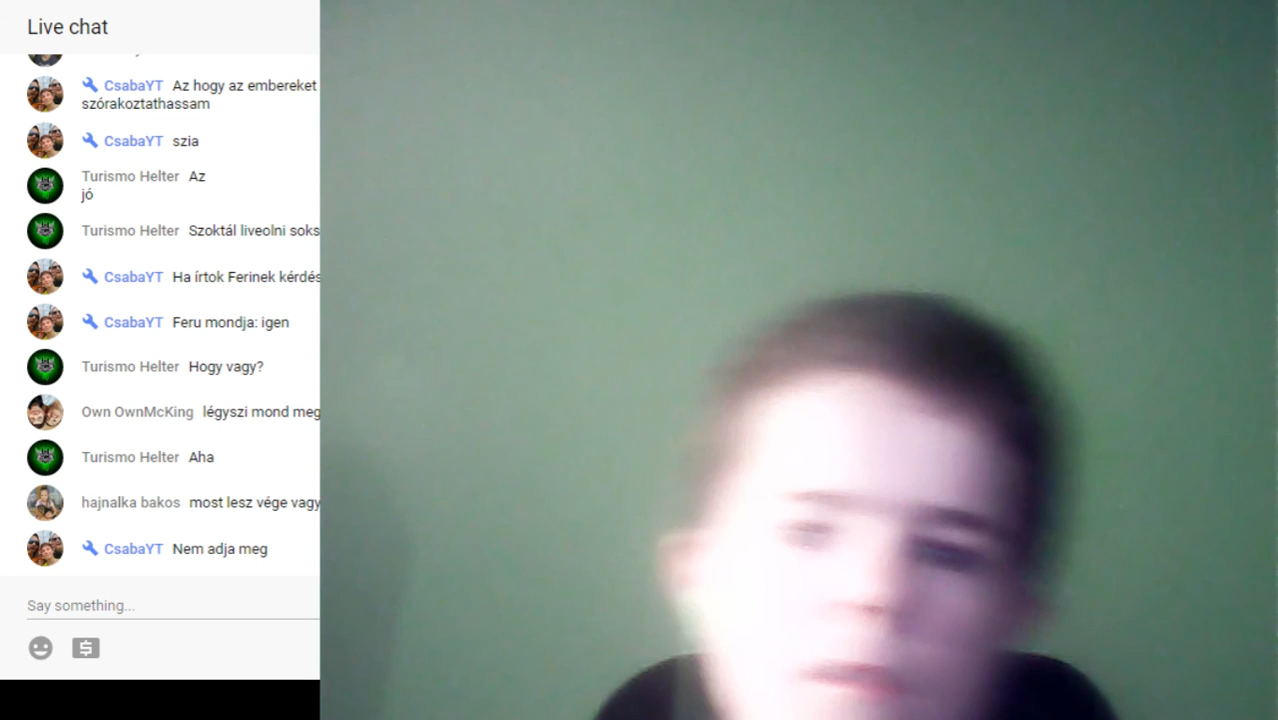 Live chat
CsabaYT Az hogy az embereket
szórakoztathassam
CsabaYT szia
Turismo Helter Az
jó
Turismo Helter Szoktál liveolni soks
CsabaYT Ha írtok Ferinek kérdés
CsabaYT Feru mondja: igen
Turismo Helter Hogy vagy?
Own OwnMcKing légyszi mond meg
Turismo Helter Aha
hajnalka bakos most lesz vége vagy
CsabaYT Nem adja meg
Say something...